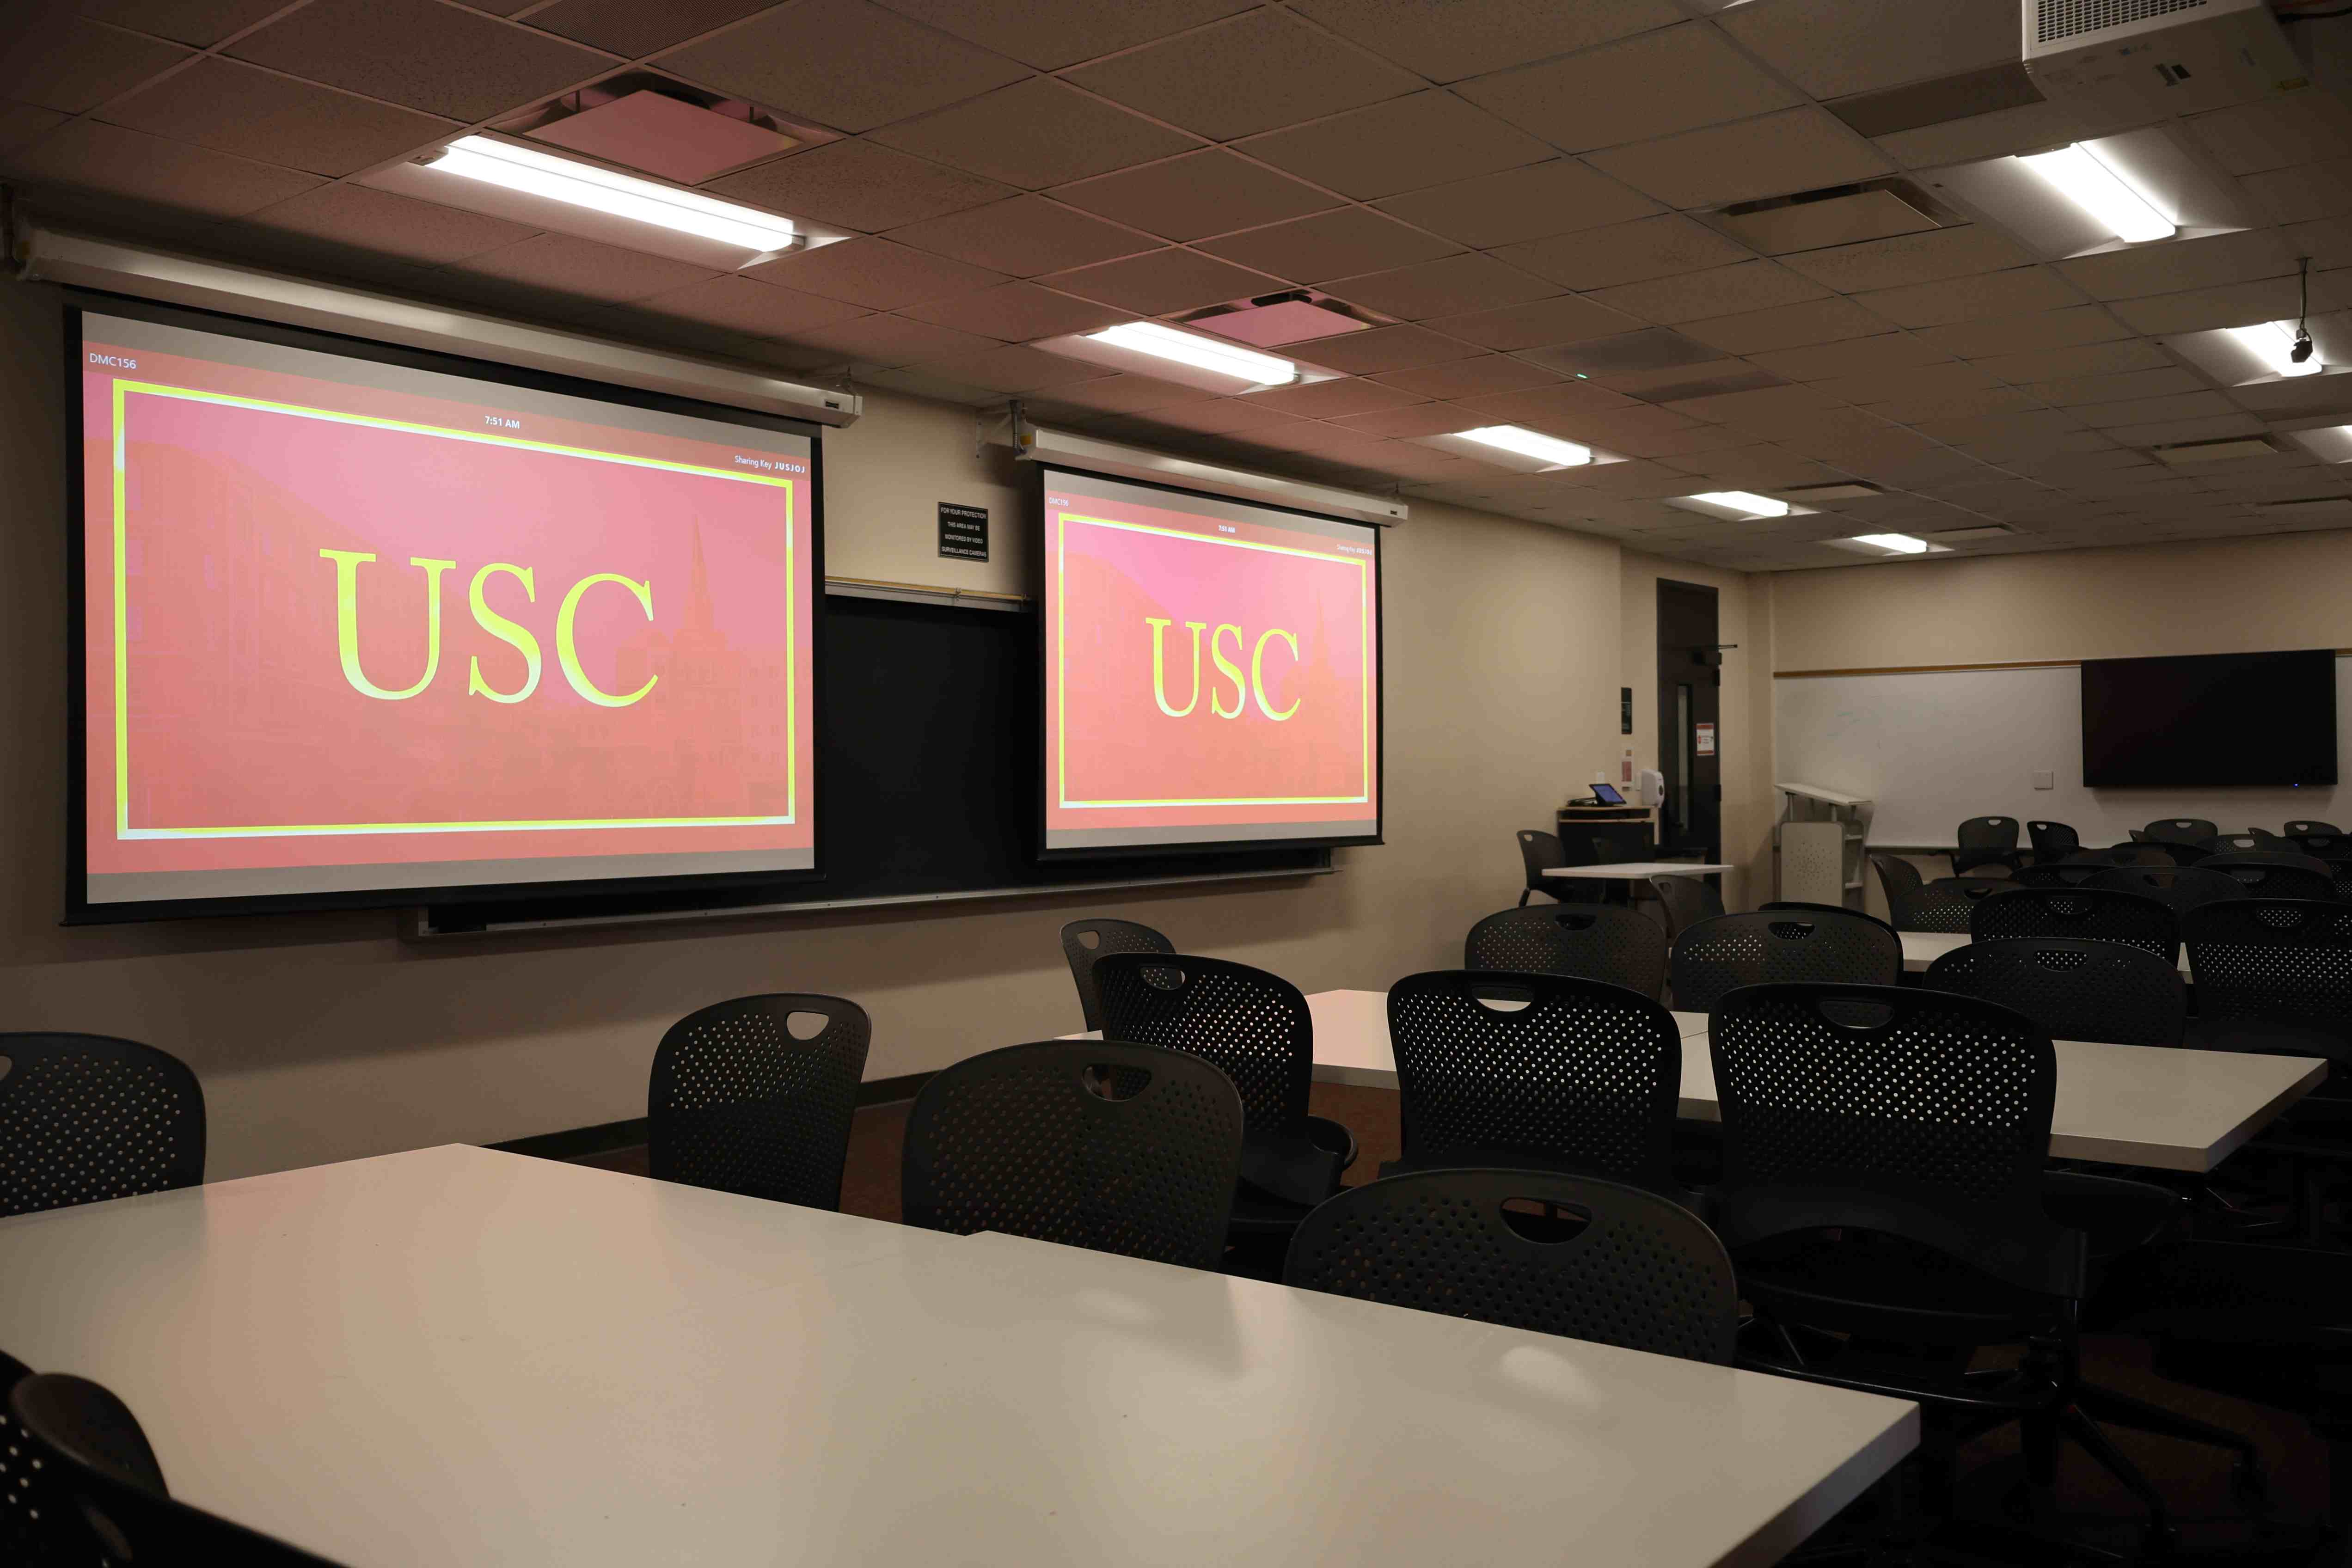 DMC156
7:51 AM
Sharing Key JUSJOJ
USC
FOR YOUR PROTECTION
THIS AREA MAY BE
MONITORED BY VIDEO
SURVEILLANCE CAMERAS
DMC156
7:51 AM
Sharing Key
USC